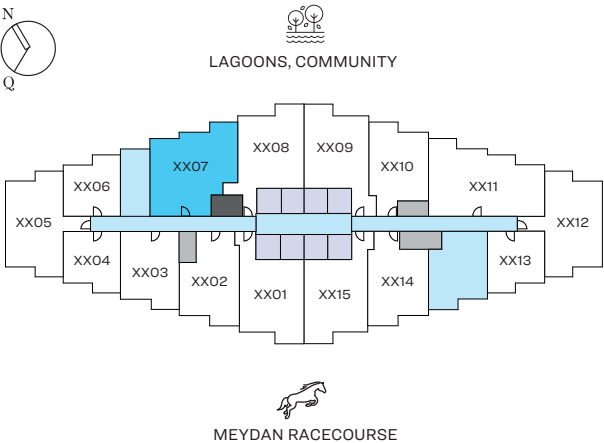 N
Q
LAGOONS, COMMUNITY
XX08
XX09
XX07
XX10
XX06
XX11
XX05
XX12
XX04
XX03
XX02
XX01
XX15
XX14
XX13
MEYDAN RACECOURSE